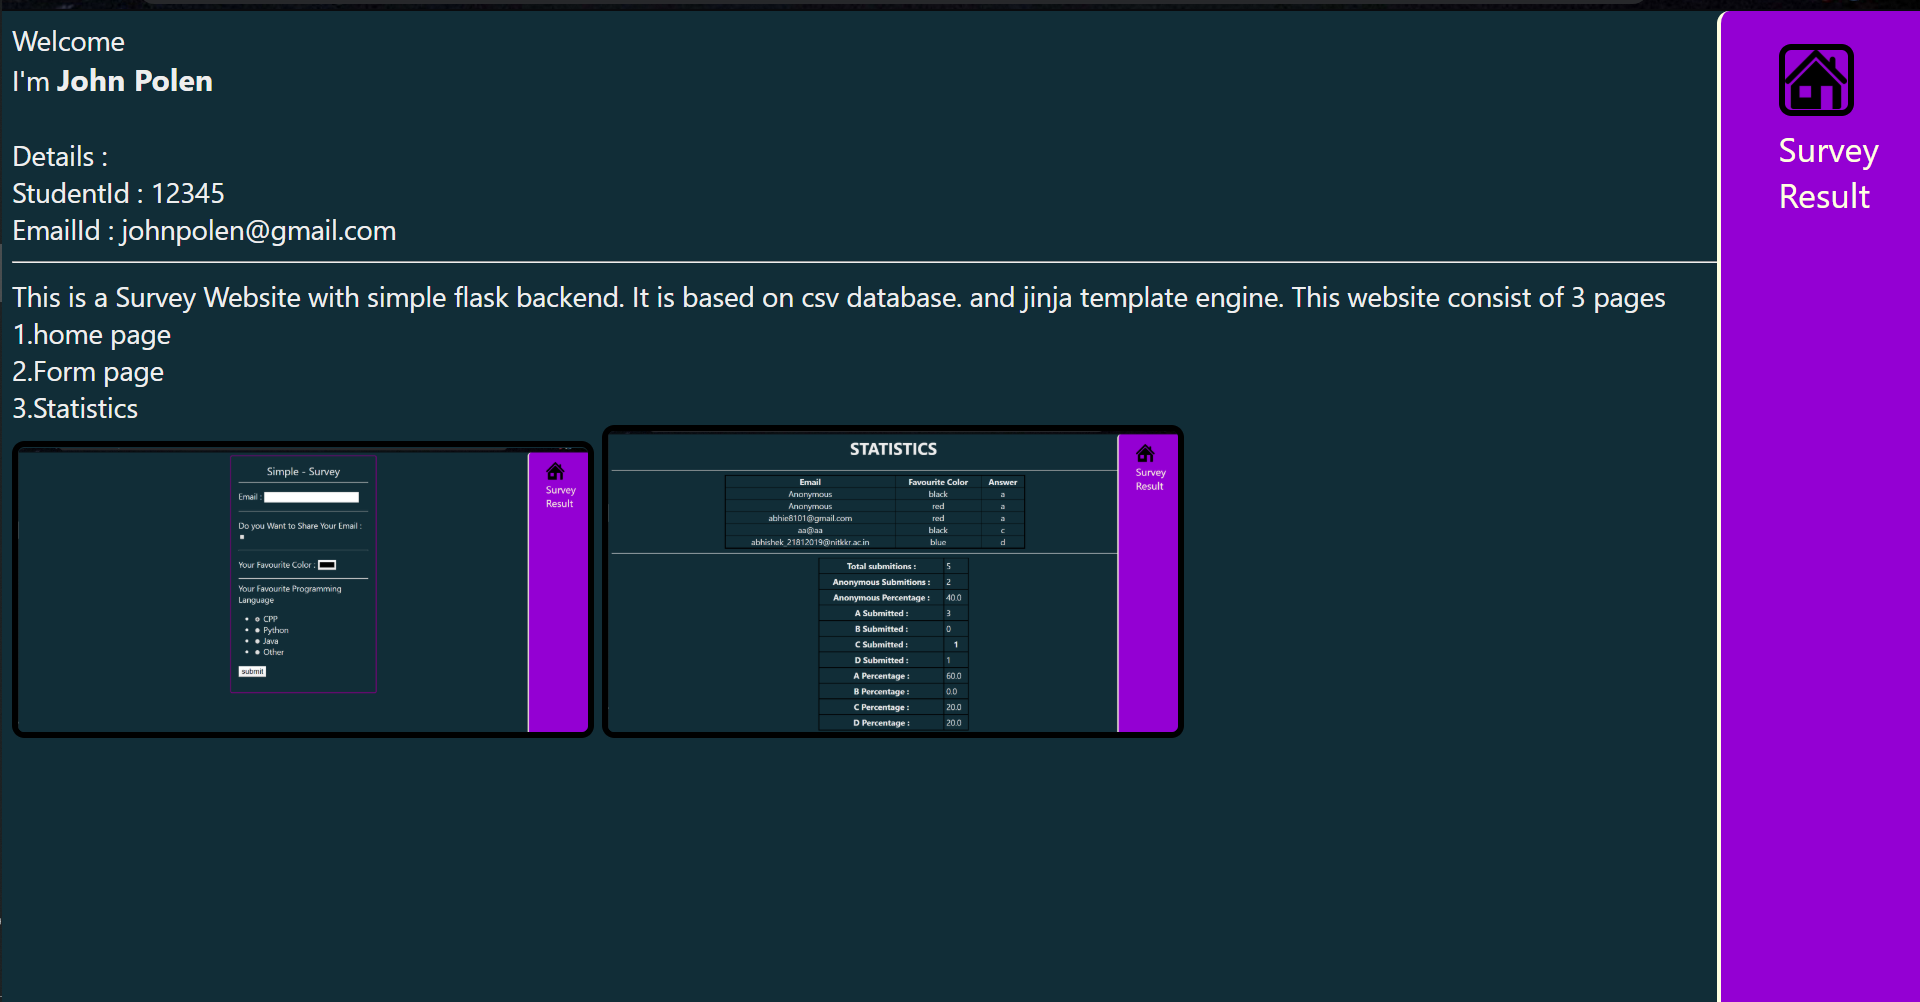 Welcome
I'm John Polen
Details :
StudentId : 12345
EmailId : johnpolen@gmail.com
This is a Survey Website with simple flask backend. It is based on csv database. and jinja template engine. This website consist of 3 pages
1.home page
2.Form page
3.Statistics
Simple - Survey
Email :
Do you Want to Share Your Email :
Your Favourite Color :
Your Favourite Programming
Language
CPP
Python
Java
Other
submit
Survey
Result
STATISTICS
Email Favourite Color Answer
Anonymous black a
Anonymous red a
abhie8101@gmail.com red a
aa@aa black c
abhishek_21812019@nitkkr.ac.in blue d
Total submitions : 5
Anonymous Submitions : 2
Anonymous Percentage : 40.0
A Submitted : 3
B Submitted : 0
C Submitted : 1
D Submitted : 1
A Percentage : 60.0
B Percentage : 0.0
C Percentage : 20.0
D Percentage : 20.0
Survey
Result
Survey
Result